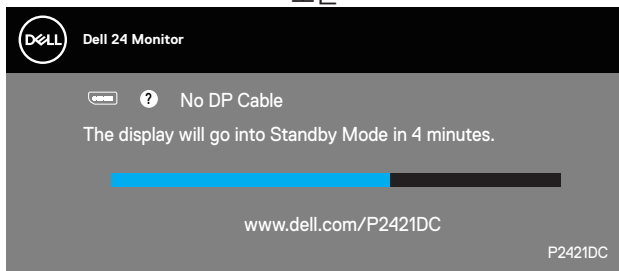 DELL
Dell 24 Monitor
? No DP Cable
The display will go into Standby Mode in 4 minutes.
www.dell.com/P2421DC
P2421DC